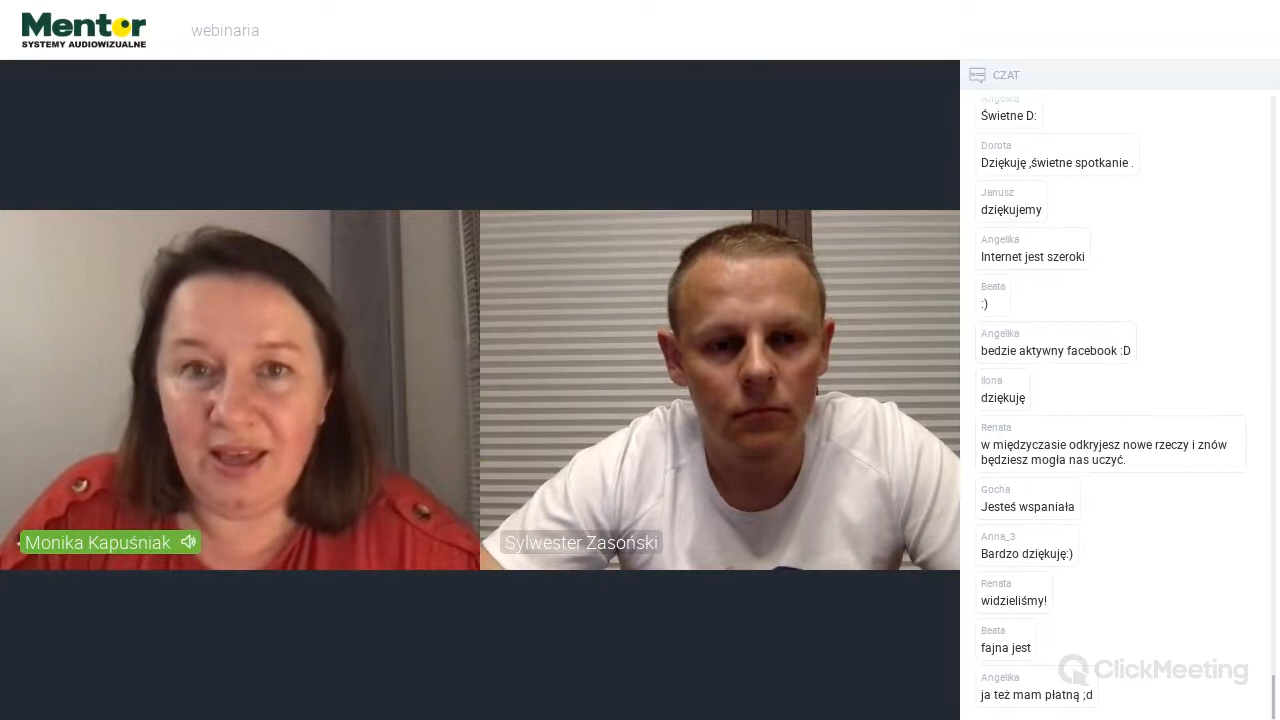 Mentor
SYSTEMY AUDIOWIZUALNE
webinaria
Monika Kapuśniak
Sylwester Zasoński
CZAT
Angelika
Świetne D:
Dorota
Dziękuję ,świetne spotkanie .
Janusz
dziękujemy
Angelika
Internet jest szeroki
Beata
:)
Angelika
bedzie aktywny facebook :D
Ilona
dziękuję
Renata
w międzyczasie odkryjesz nowe rzeczy i znów
będziesz mogła nas uczyć.
Gocha
Jesteś wspaniała
Anna_3
Bardzo dziękuję:)
Renata
widzieliśmy!
Beata
fajna jest
Angelika
ja też mam płatną ;d
ClickMeeting